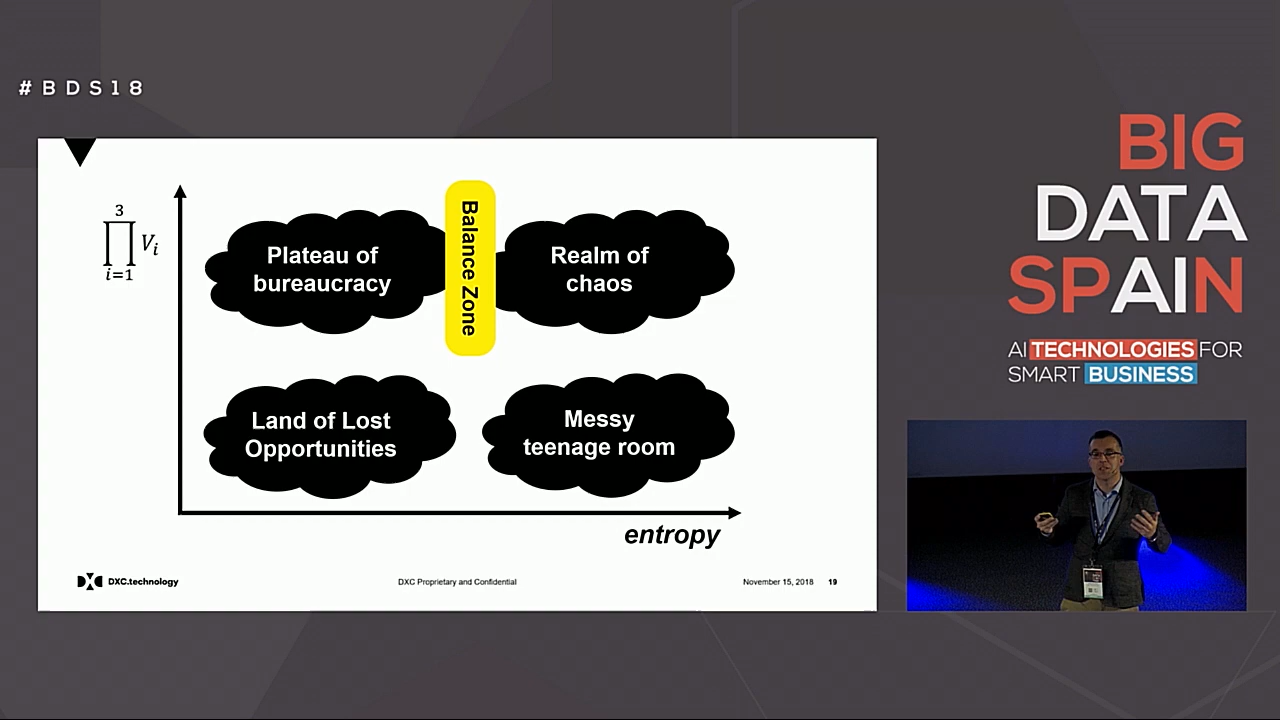 #BDS18
BIG
DATA
SPAIN
AI TECHNOLOGIES FOR
SMART BUSINESS
3
∏ Vi
i=1
Plateau of
bureaucracy
Balance Zone
Realm of
chaos
Land of Lost
Opportunities
Messy
teenage room
entropy
DXC.technology
DXC Proprietary and Confidential
November 15, 2018 19